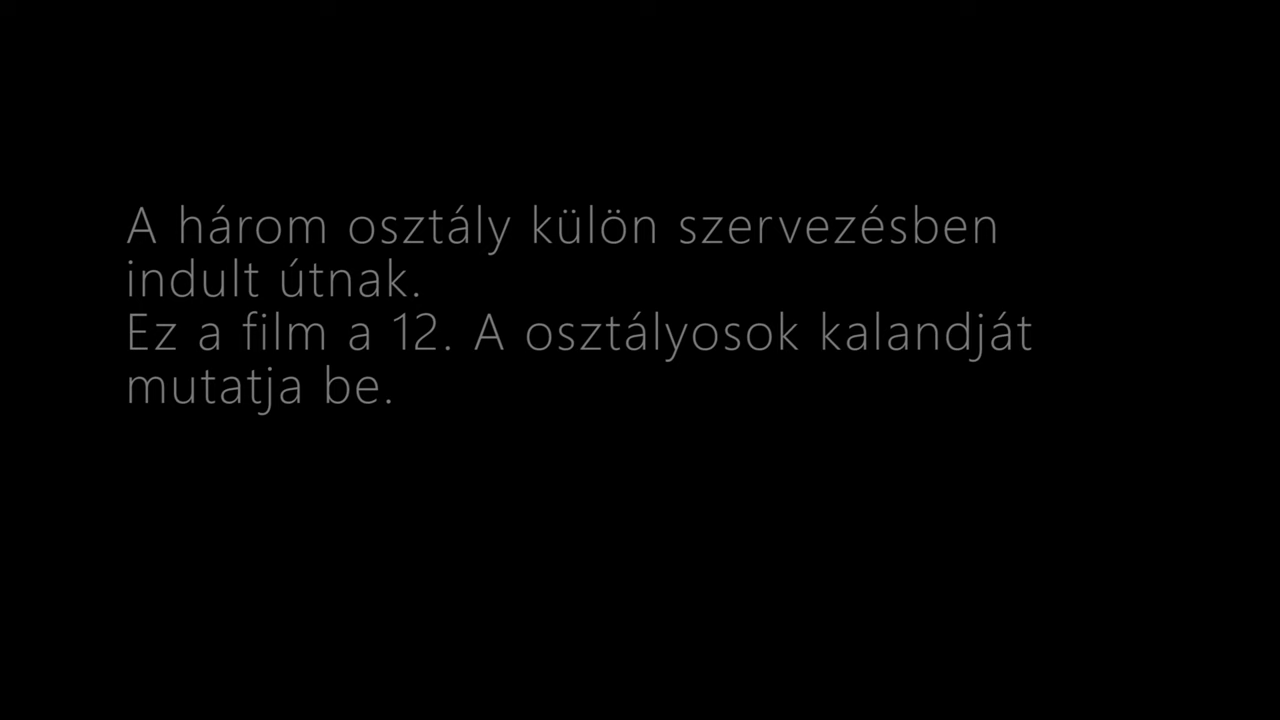 A három osztály külön szervezésben
indult útnak.
Ez a film a 12. A osztályosok kalandját
mutatja be.